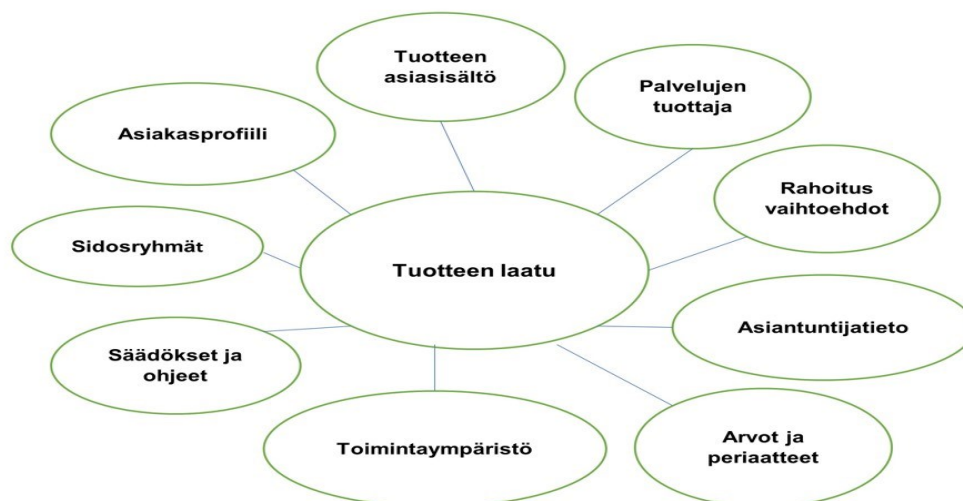 Tuotteen
asiasisältö
Palvelujen
tuottaja
Asiakasprofiili
Rahoitus
vaihtoehdot
Sidosryhmät
Tuotteen laatu
Asiantuntijatieto
Säädökset ja
ohjeet
Toimintaympäristö
Arvot ja
periaatteet